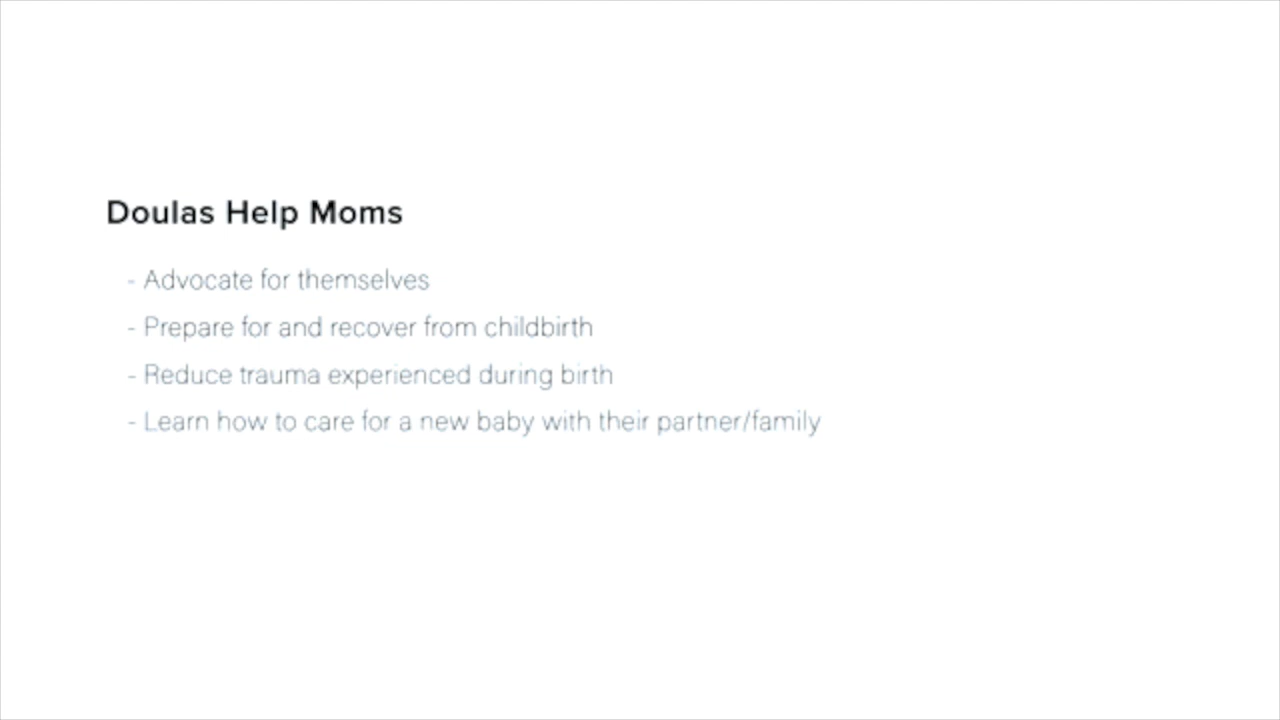 Doulas Help Moms
- Advocate for themselves
- Prepare for and recover from childbirth
- Reduce trauma experienced during birth
- Learn how to care for a new baby with their partner/family